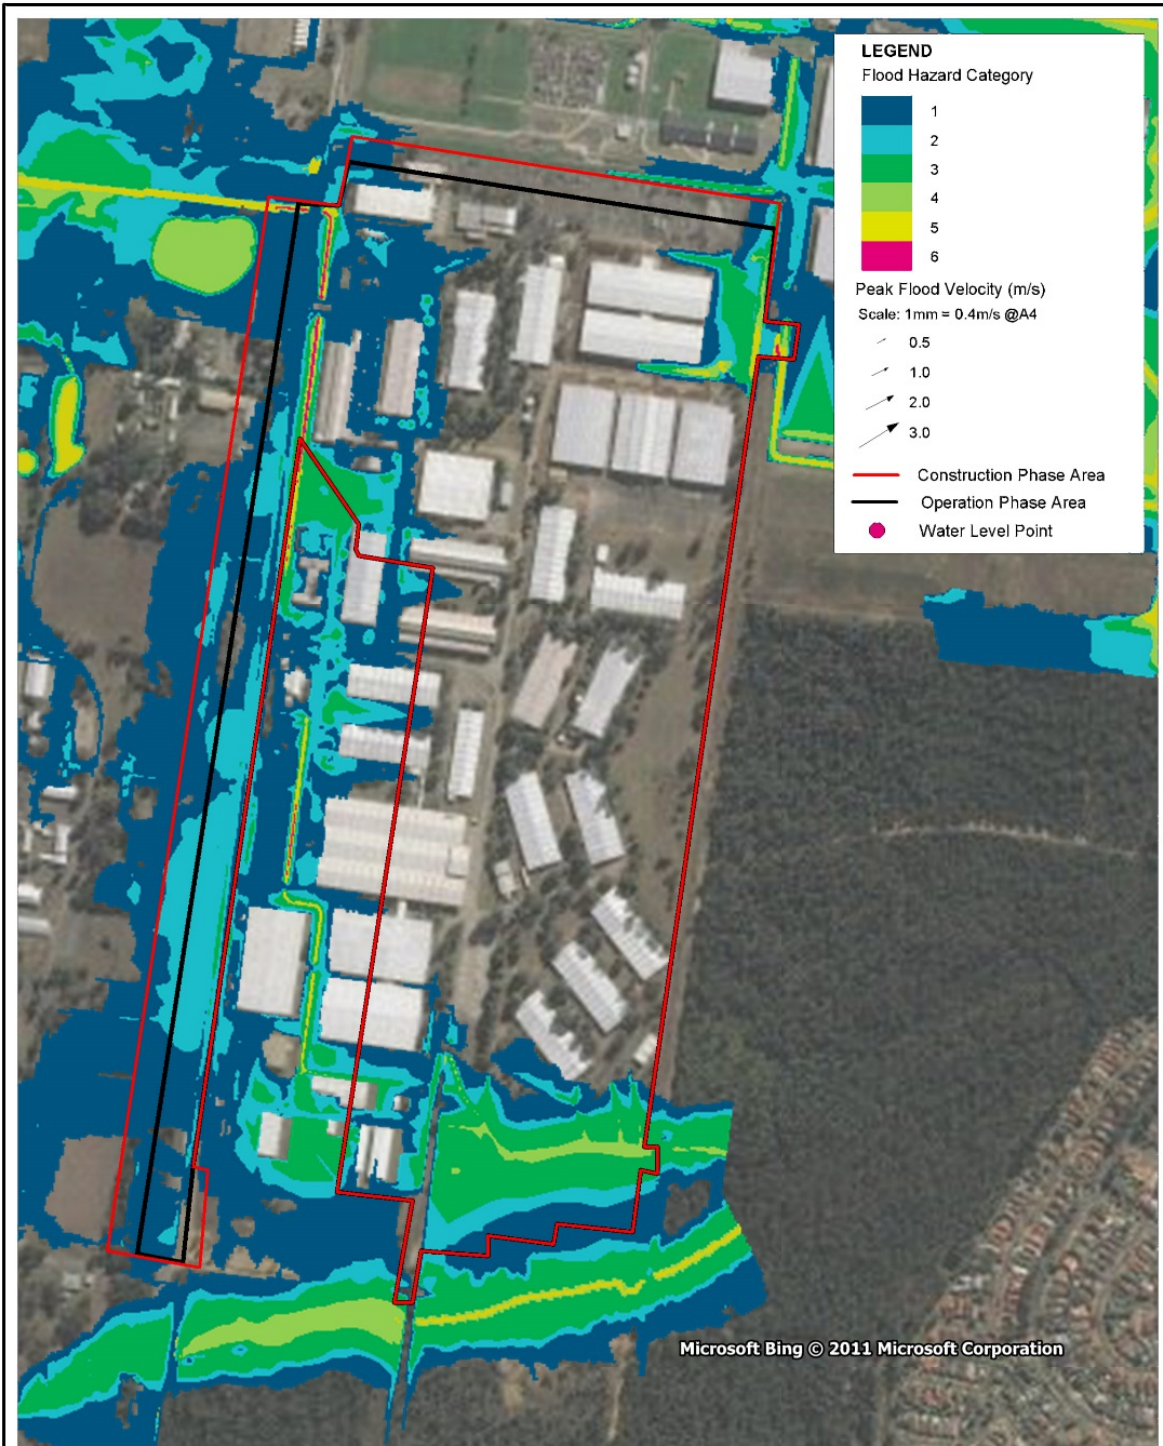 LEGEND
Flood Hazard Category
1
2
3
4
5
6
Peak Flood Velocity (m/s)
Scale: 1mm = 0.4m/s @A4
0.5
1.0
2.0
3.0
Construction Phase Area
Operation Phase Area
Water Level Point
Microsoft Bing © 2011 Microsoft Corporation